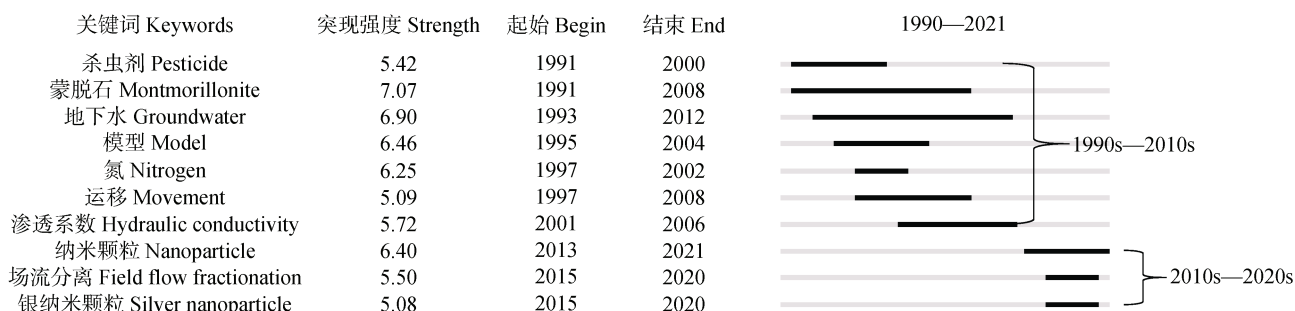 关键词 Keywords 突现强度 Strength 起始 Begin 结束 End 1990—2021
杀虫剂 Pesticide 5.42 1991 2000
蒙脱石 Montmorillonite 7.07 1991 2008
地下水 Groundwater 6.90 1993 2012
模型 Model 6.46 1995 2004
1990s—2010s
氮 Nitrogen 6.25 1997 2002
运移 Movement 5.09 1997 2008
渗透系数 Hydraulic conductivity 5.72 2001 2006
纳米颗粒 Nanoparticle 6.40 2013 2021
场流分离 Field flow fractionation 5.50 2015 2020
2010s—2020s
银纳米颗粒 Silver nanoparticle 5.08 2015 2020